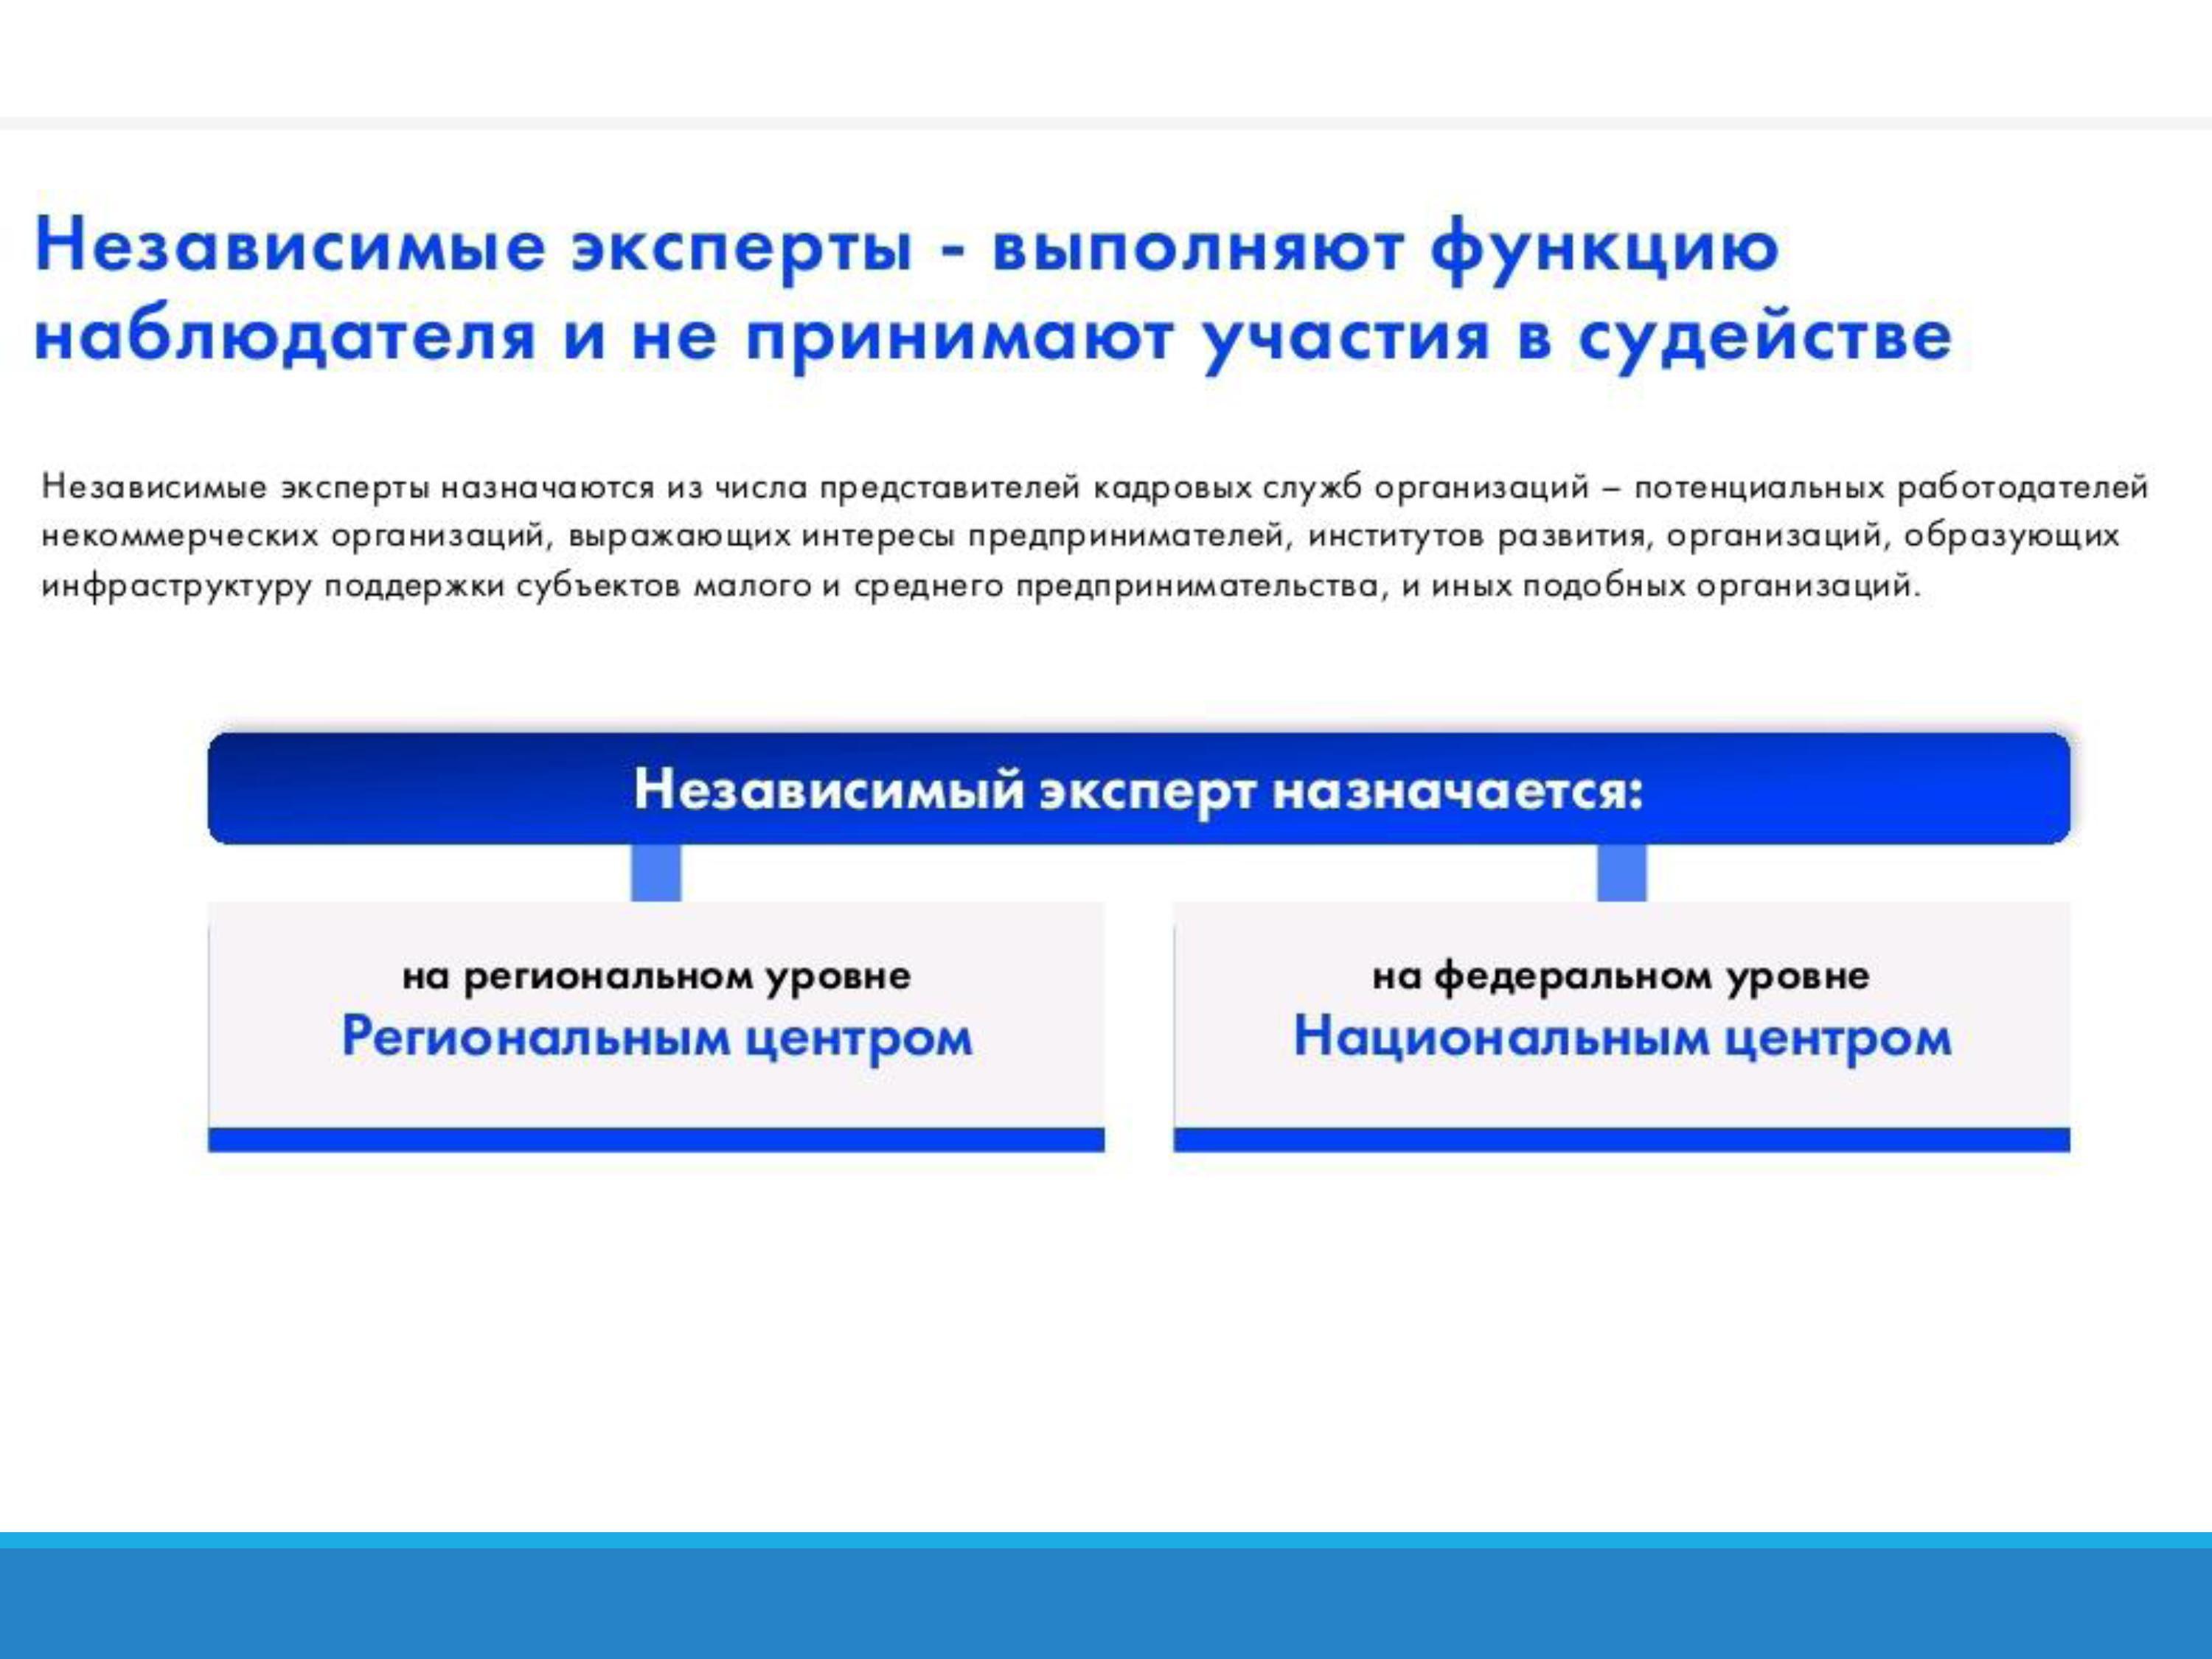 Независимые эксперты - выполняют функцию
наблюдателя и не принимают участия в судействе
Независимые эксперты назначаются из числа представителей кадровых служб организаций – потенциальных работодателей
некоммерческих организаций, выражающих интересы предпринимателей, институтов развития, организаций, образующих
инфраструктуру поддержки субъектов малого и среднего предпринимательства, и иных подобных организаций.
Независимый эксперт назначается:
на региональном уровне
Региональным центром
на федеральном уровне
Национальным центром